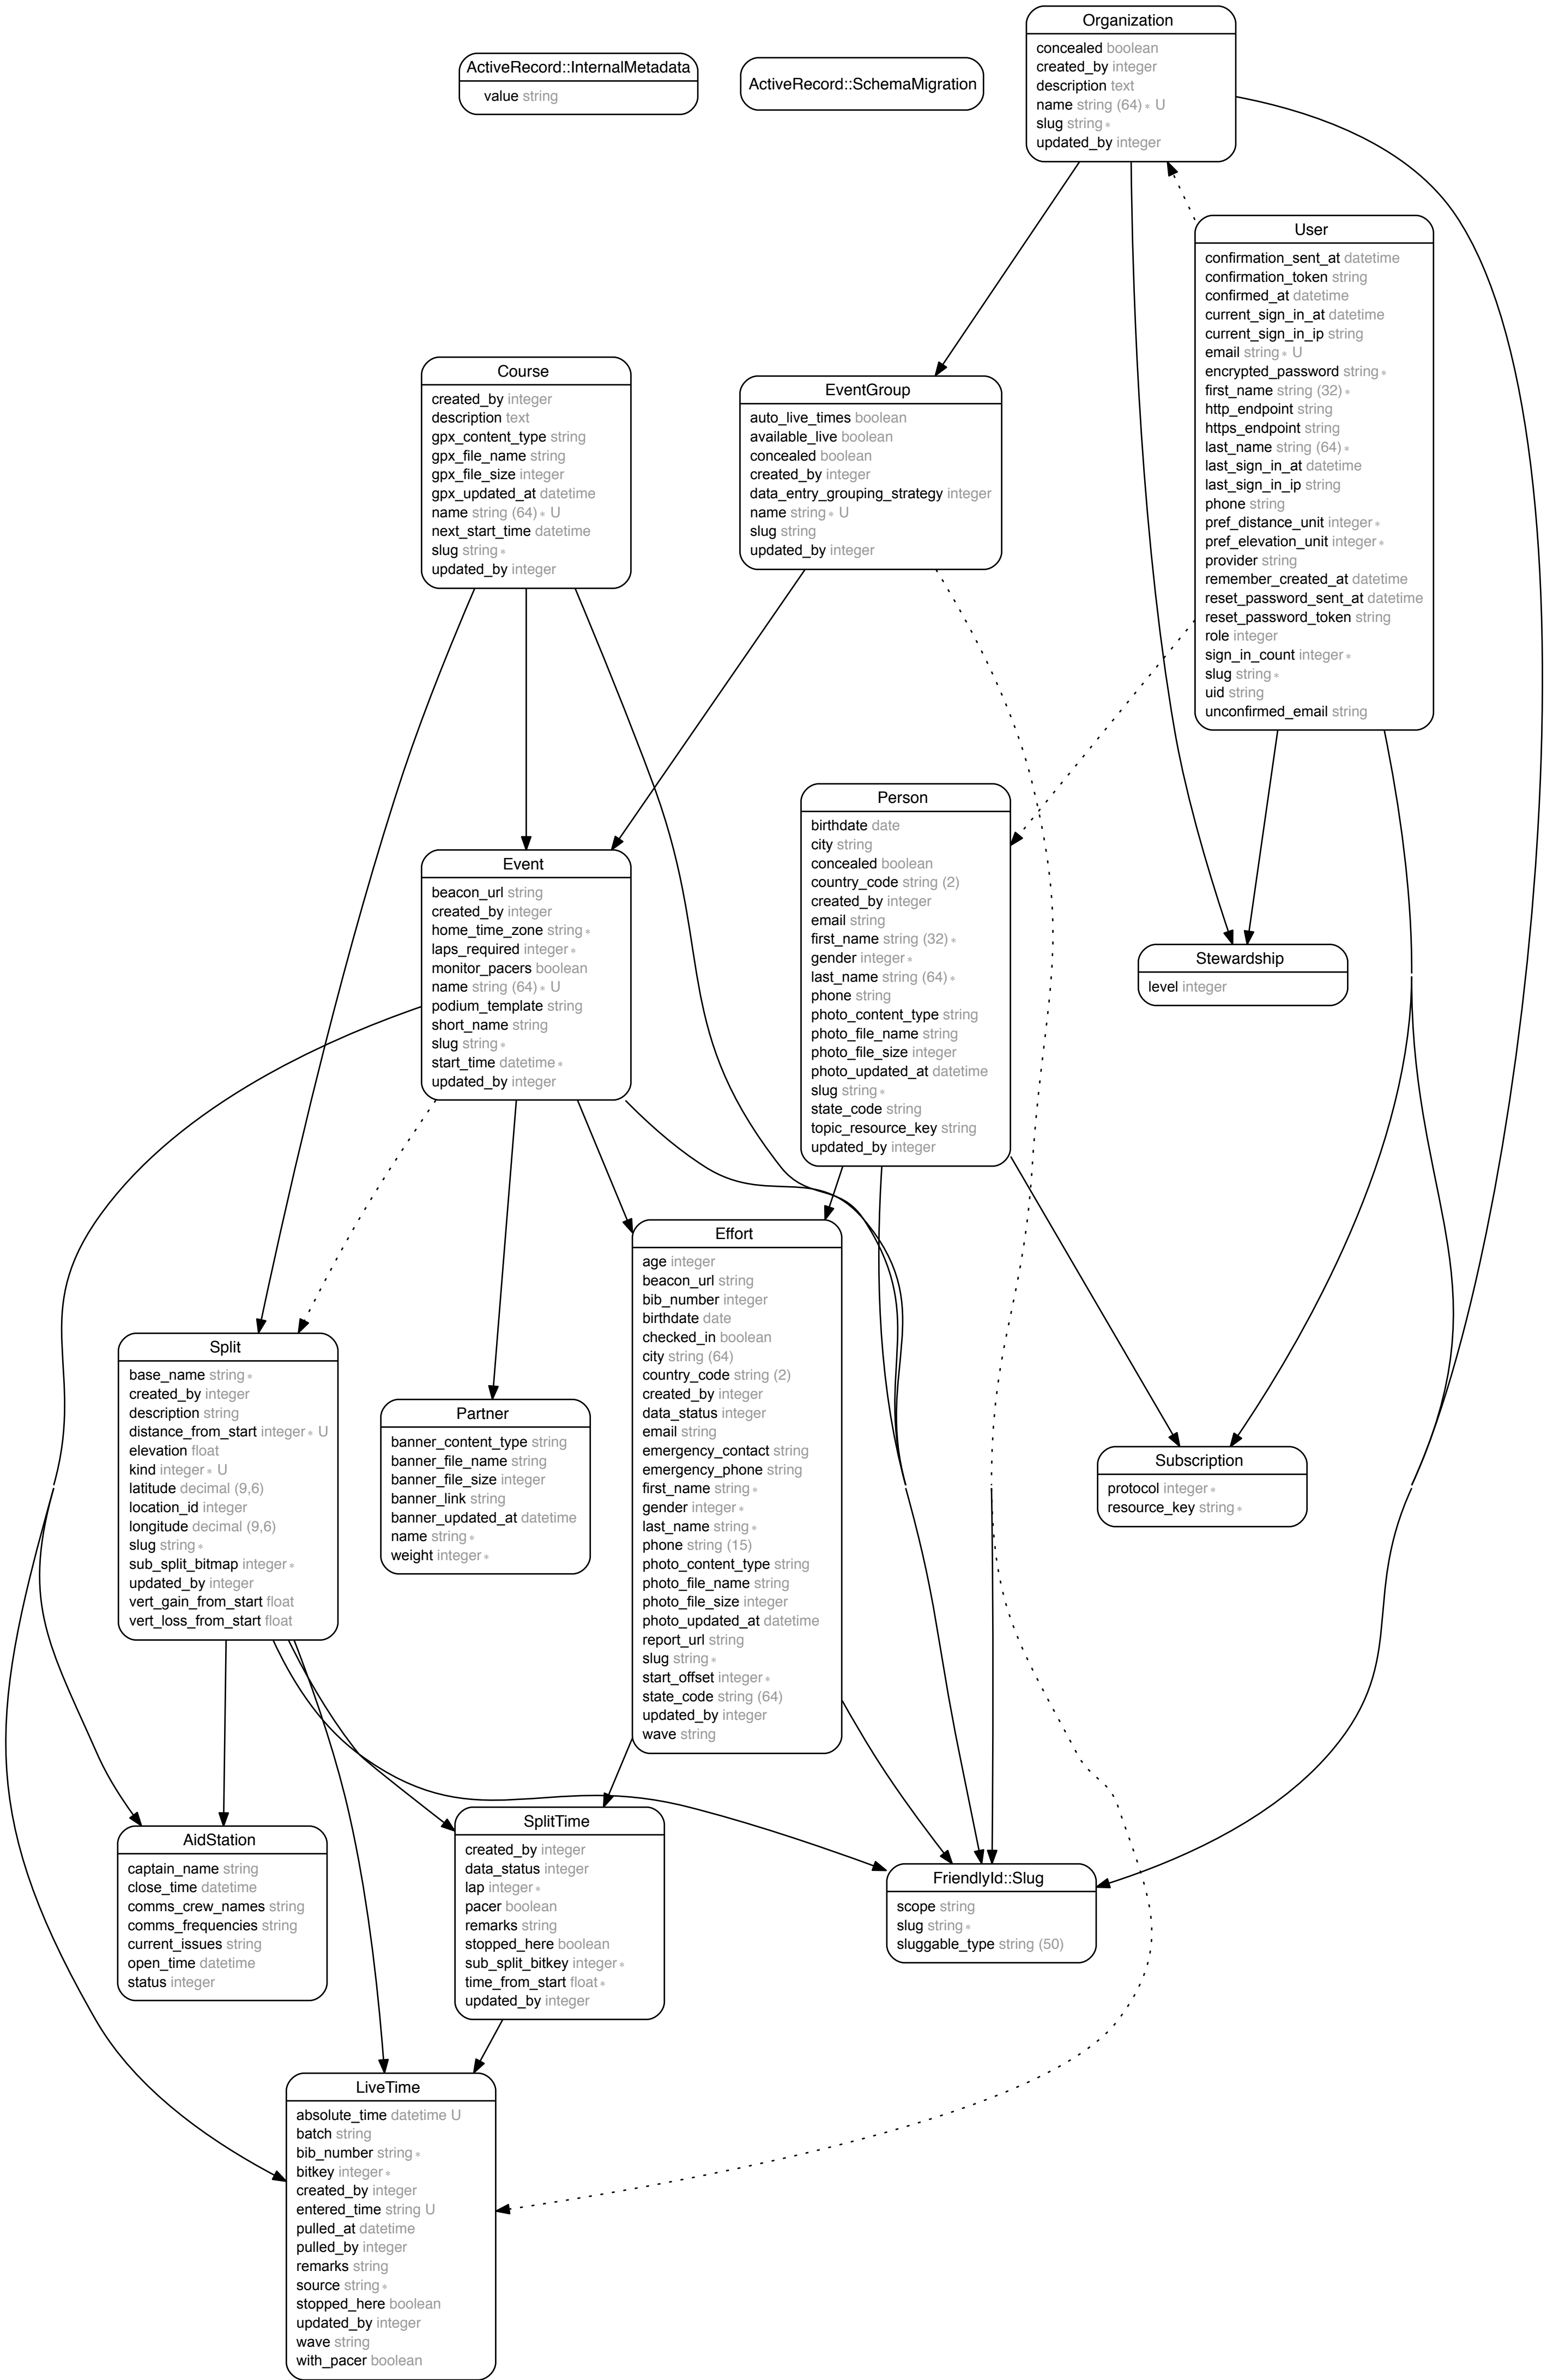 Organization
concealed boolean
created_by integer
description text
name string (64) ∗ U
slug string ∗
updated_by integer
ActiveRecord::InternalMetadata
value string
ActiveRecord::SchemaMigration
User
confirmation_sent_at datetime
confirmation_token string
confirmed_at datetime
current_sign_in_at datetime
current_sign_in_ip string
email string ∗ U
encrypted_password string ∗
first_name string (32) ∗
http_endpoint string
https_endpoint string
last_name string (64) ∗
last_sign_in_at datetime
last_sign_in_ip string
phone string
pref_distance_unit integer ∗
pref_elevation_unit integer ∗
provider string
remember_created_at datetime
reset_password_sent_at datetime
reset_password_token string
role integer
sign_in_count integer ∗
slug string ∗
uid string
unconfirmed_email string
Course
created_by integer
description text
gpx_content_type string
gpx_file_name string
gpx_file_size integer
gpx_updated_at datetime
name string (64) ∗ U
next_start_time datetime
slug string ∗
updated_by integer
EventGroup
auto_live_times boolean
available_live boolean
concealed boolean
created_by integer
data_entry_grouping_strategy integer
name string ∗ U
slug string
updated_by integer
Person
birthdate date
city string
concealed boolean
country_code string (2)
created_by integer
email string
first_name string (32) ∗
gender integer ∗
last_name string (64) ∗
phone string
photo_content_type string
photo_file_name string
photo_file_size integer
photo_updated_at datetime
slug string ∗
state_code string
topic_resource_key string
updated_by integer
Event
beacon_url string
created_by integer
home_time_zone string ∗
laps_required integer ∗
monitor_pacers boolean
name string (64) ∗ U
podium_template string
short_name string
slug string ∗
start_time datetime ∗
updated_by integer
Stewardship
level integer
Effort
age integer
beacon_url string
bib_number integer
birthdate date
checked_in boolean
city string (64)
country_code string (2)
created_by integer
data_status integer
email string
emergency_contact string
emergency_phone string
first_name string ∗
gender integer ∗
last_name string ∗
phone string (15)
photo_content_type string
photo_file_name string
photo_file_size integer
photo_updated_at datetime
report_url string
slug string ∗
start_offset integer ∗
state_code string (64)
updated_by integer
wave string
Split
base_name string ∗
created_by integer
description string
distance_from_start integer ∗ U
elevation float
kind integer ∗ U
latitude decimal (9,6)
location_id integer
longitude decimal (9,6)
slug string ∗
sub_split_bitmap integer ∗
updated_by integer
vert_gain_from_start float
vert_loss_from_start float
Partner
banner_content_type string
banner_file_name string
banner_file_size integer
banner_link string
banner_updated_at datetime
name string ∗
weight integer ∗
Subscription
protocol integer ∗
resource_key string ∗
AidStation
captain_name string
close_time datetime
comms_crew_names string
comms_frequencies string
current_issues string
open_time datetime
status integer
SplitTime
created_by integer
data_status integer
lap integer ∗
pacer boolean
remarks string
stopped_here boolean
sub_split_bitkey integer ∗
time_from_start float ∗
updated_by integer
FriendlyId::Slug
scope string
slug string ∗
sluggable_type string (50)
LiveTime
absolute_time datetime U
batch string
bib_number string ∗
bitkey integer ∗
created_by integer
entered_time string U
pulled_at datetime
pulled_by integer
remarks string
source string ∗
stopped_here boolean
updated_by integer
wave string
with_pacer boolean